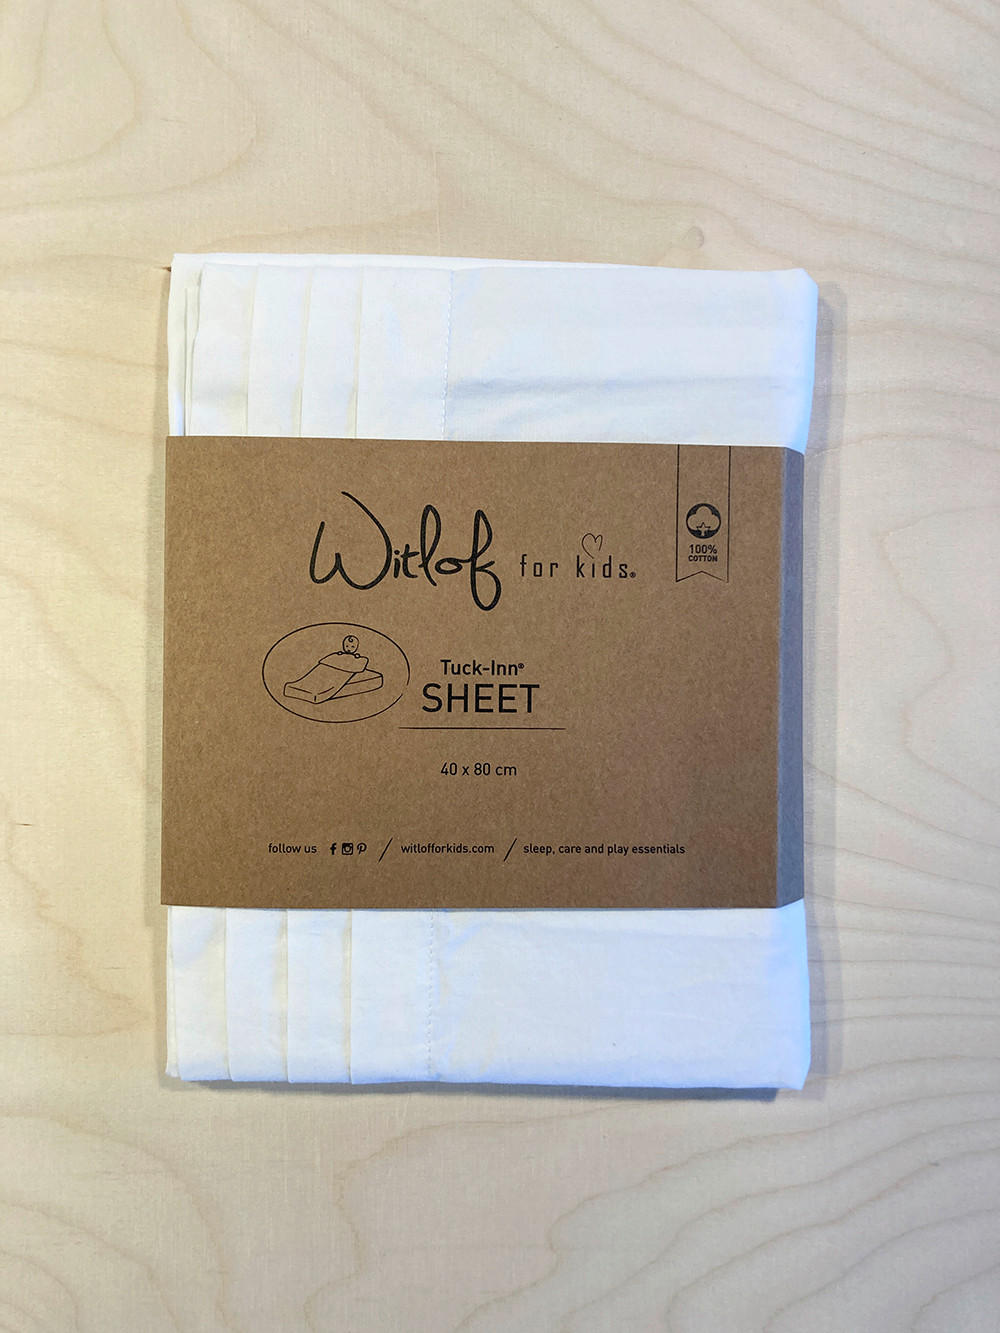 Witlof for kids®
100%
COTTON
Tuck-Inn®
SHEET
40 x 80 cm
follow us / witlofforkids.com / sleep, care and play essentials